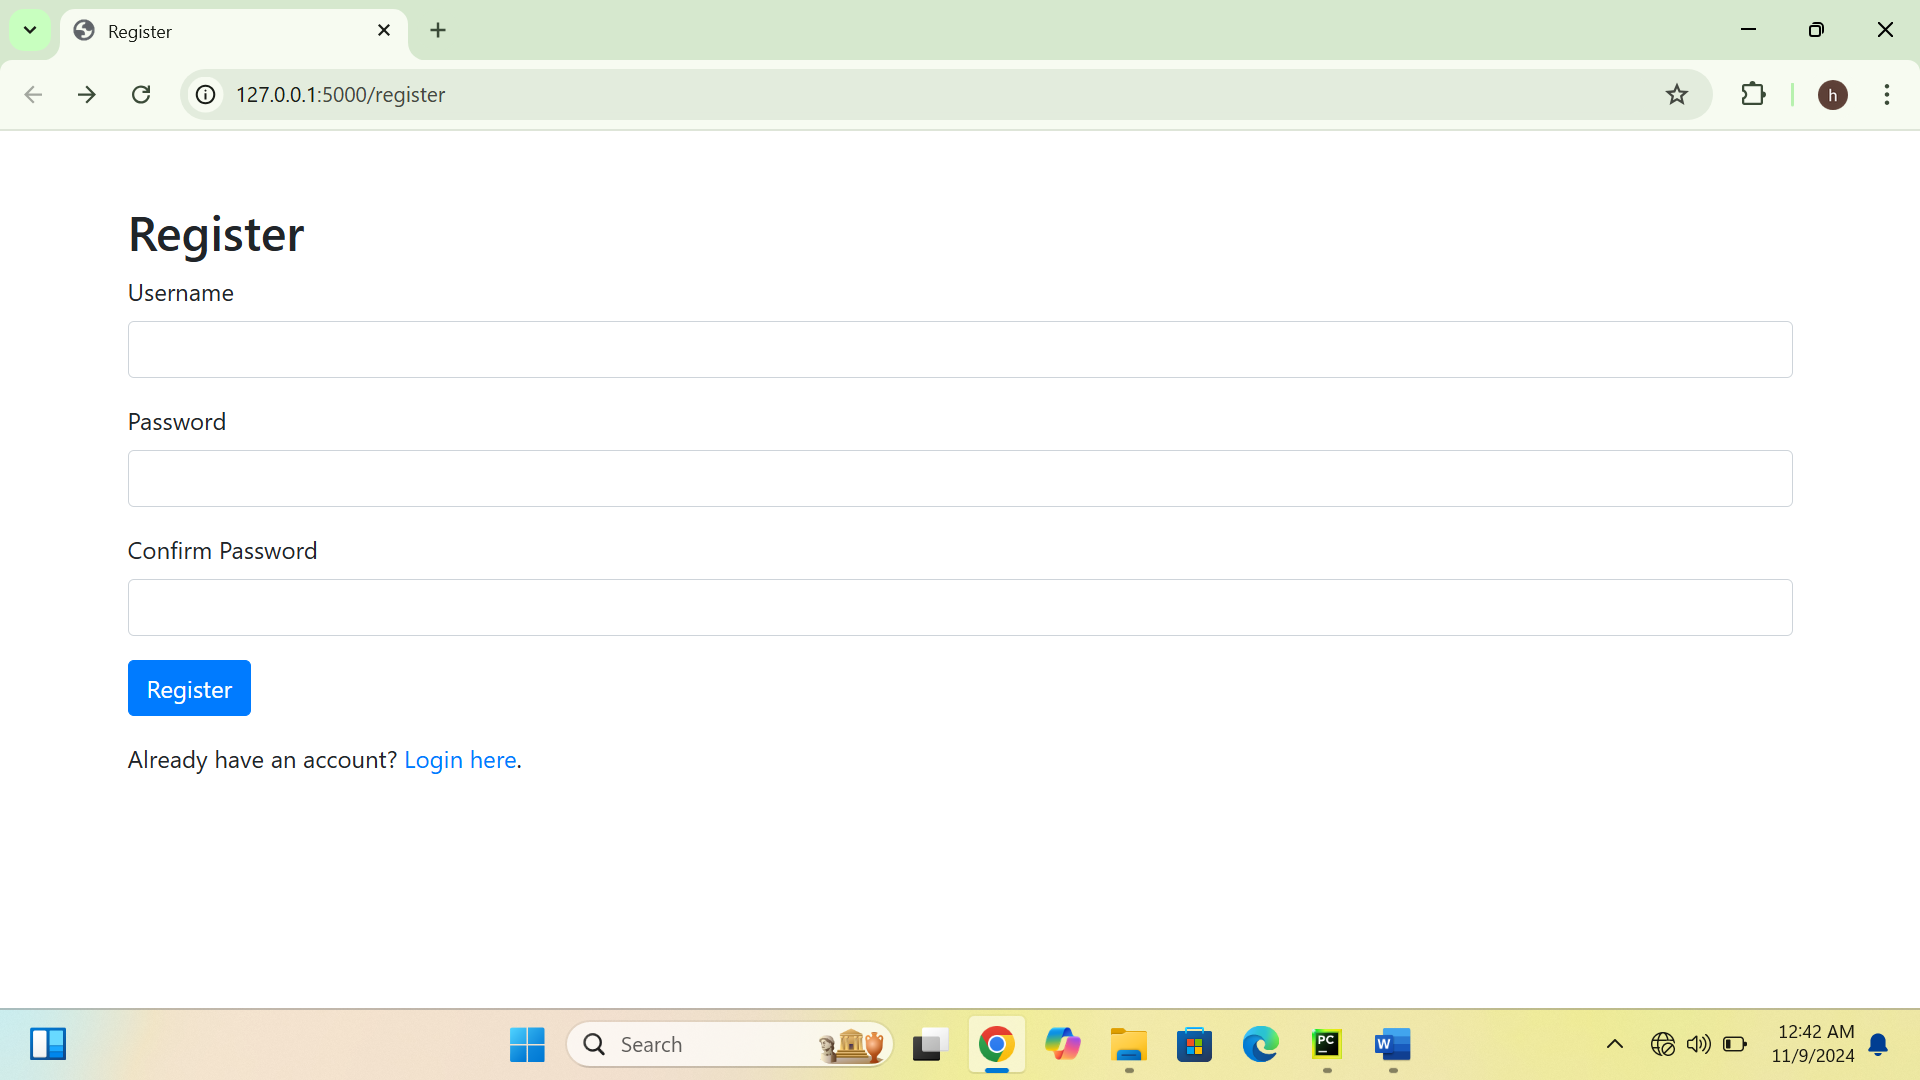 Register
127.0.0.1:5000/register
h
Register
Username
Password
Confirm Password
Register
Already have an account? Login here.
Search
PC
W
12:42 AM
11/9/2024